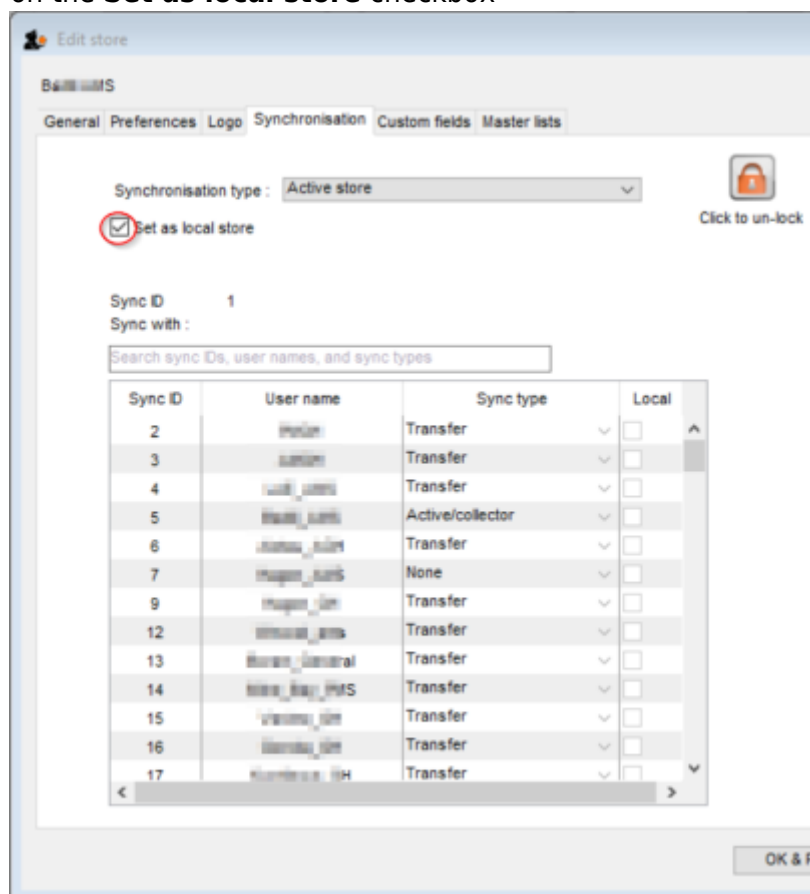 on the Set as local store checkbox
Edit store
General Preferences Logo Synchronisation Custom fields Master lists
Synchronisation type : Active store
Set as local store
Click to un-lock
Sync ID 1
Sync with :
Search sync IDs, user names, and sync types
Sync ID User name Sync type Local
2 Transfer
3 Transfer
4 Transfer
5 Active/collector
6 Transfer
7 None
9 Transfer
12 Transfer
13 Transfer
14 Transfer
15 Transfer
16 Transfer
17 Transfer
OK &